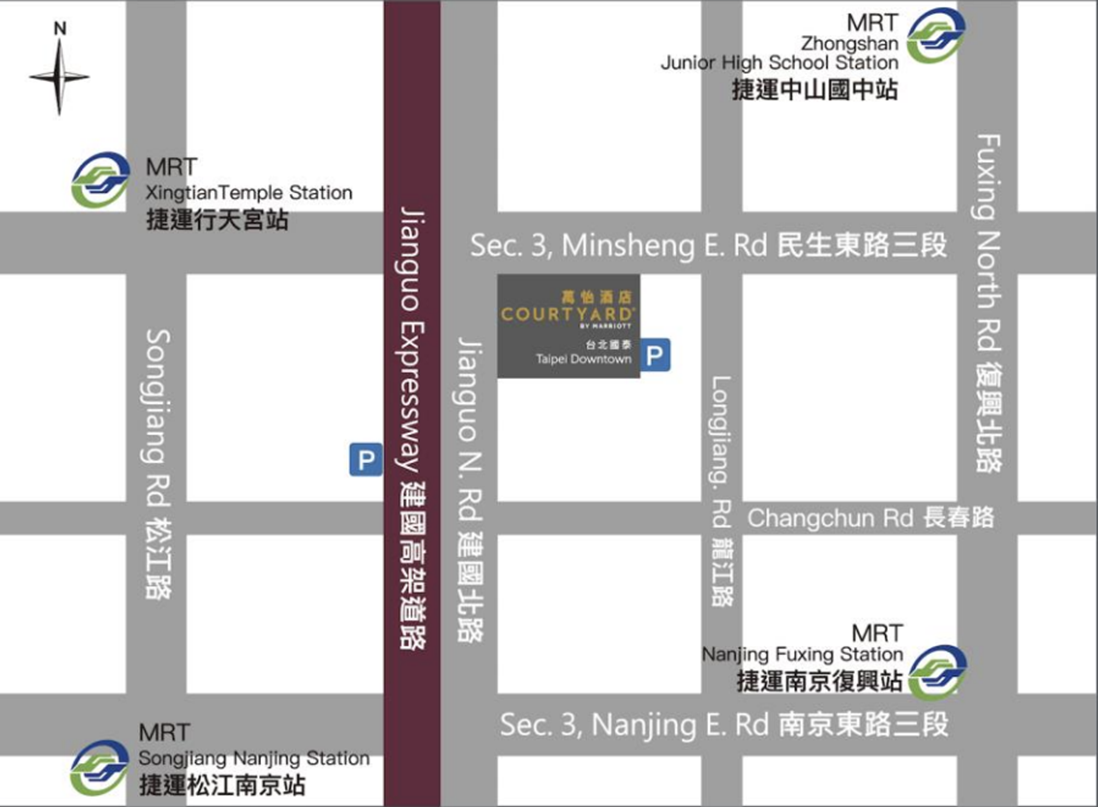 N
MRT
Zhongshan
Junior High School Station
捷運中山國中站
MRT
XingtianTemple Station
捷運行天宮站
Sec. 3, Minsheng E. Rd 民生東路三段
Fuxing North Rd 復興北路
Jianguo Expressway 建國高架道路
Jianguo N. Rd 建國北路
Songjiang Rd 松江路
萬怡酒店
COURTYARD®
BY MARRIOTT
台北國泰
Taipei Downtown
P
P
Longjiang. Rd 龍江路
Changchun Rd 長春路
MRT
Nanjing Fuxing Station
捷運南京復興站
Sec. 3, Nanjing E. Rd 南京東路三段
MRT
Songjiang Nanjing Station
捷運松江南京站